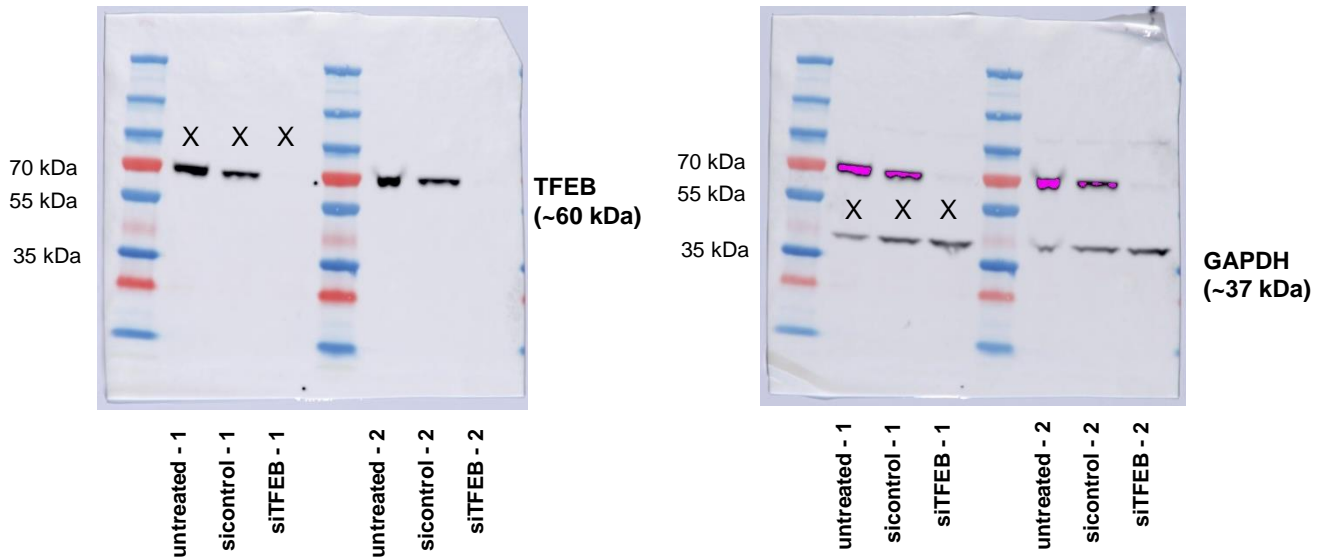 X X X
70 kDa
55 kDa
35 kDa
TFEB
(~60 kDa)
untreated - 1
sicontrol - 1
siTFEB - 1
untreated - 2
sicontrol - 2
siTFEB - 2
70 kDa
55 kDa
X X X
35 kDa
GAPDH
(~37 kDa)
untreated - 1
sicontrol - 1
siTFEB - 1
untreated - 2
sicontrol - 2
siTFEB - 2